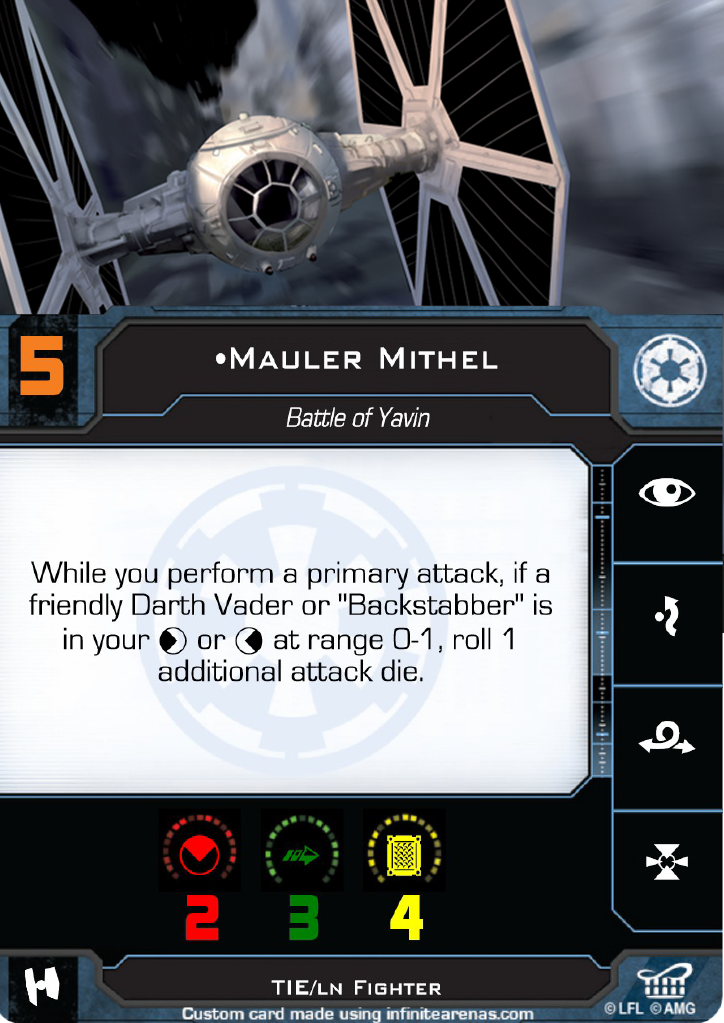 5
•Mauler Mithel
Battle of Yavin
While you perform a primary attack, if a
friendly Darth Vader or "Backstabber" is
in your or at range 0-1, roll 1
additional attack die.
2 3 4
TIE/ln Fighter
© LFL © AMG
Custom card made using infinitearenas.com